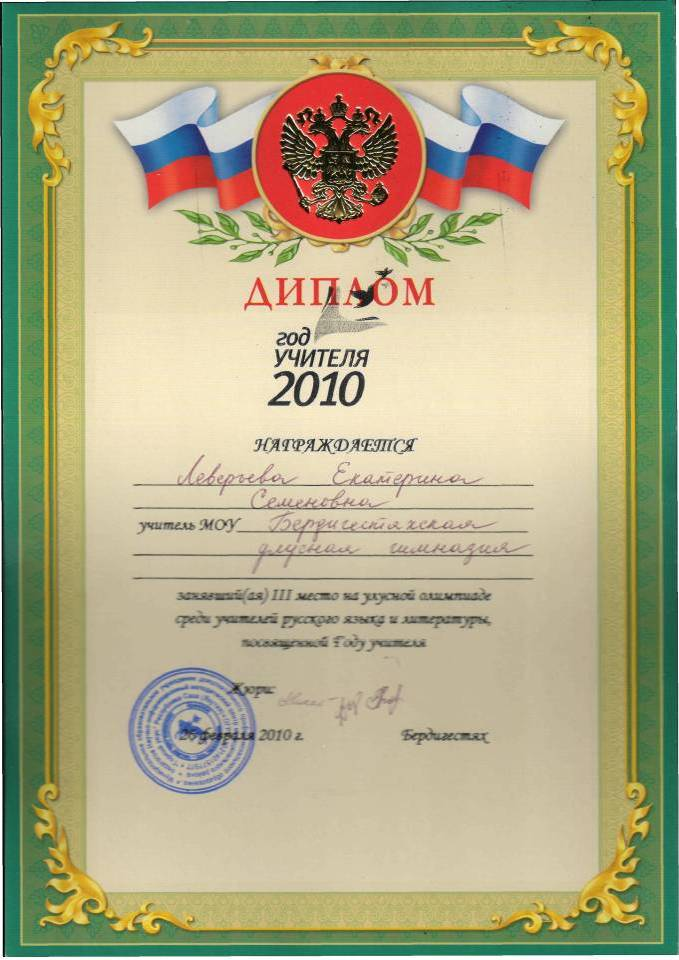 ДИПЛОМ
год
УЧИТЕЛЯ
2010
НАГРАЖДАЕТСЯ
Леверьева Екатерина
Семеновна
учитель МОУ Бердигестяхская
улусная гимназия
занявший(ая) III место на улусной олимпиаде
среди учителей русского языка и литературы,
посвященной Году учителя
Жюри:
26 февраля 2010 г. Бердигестях